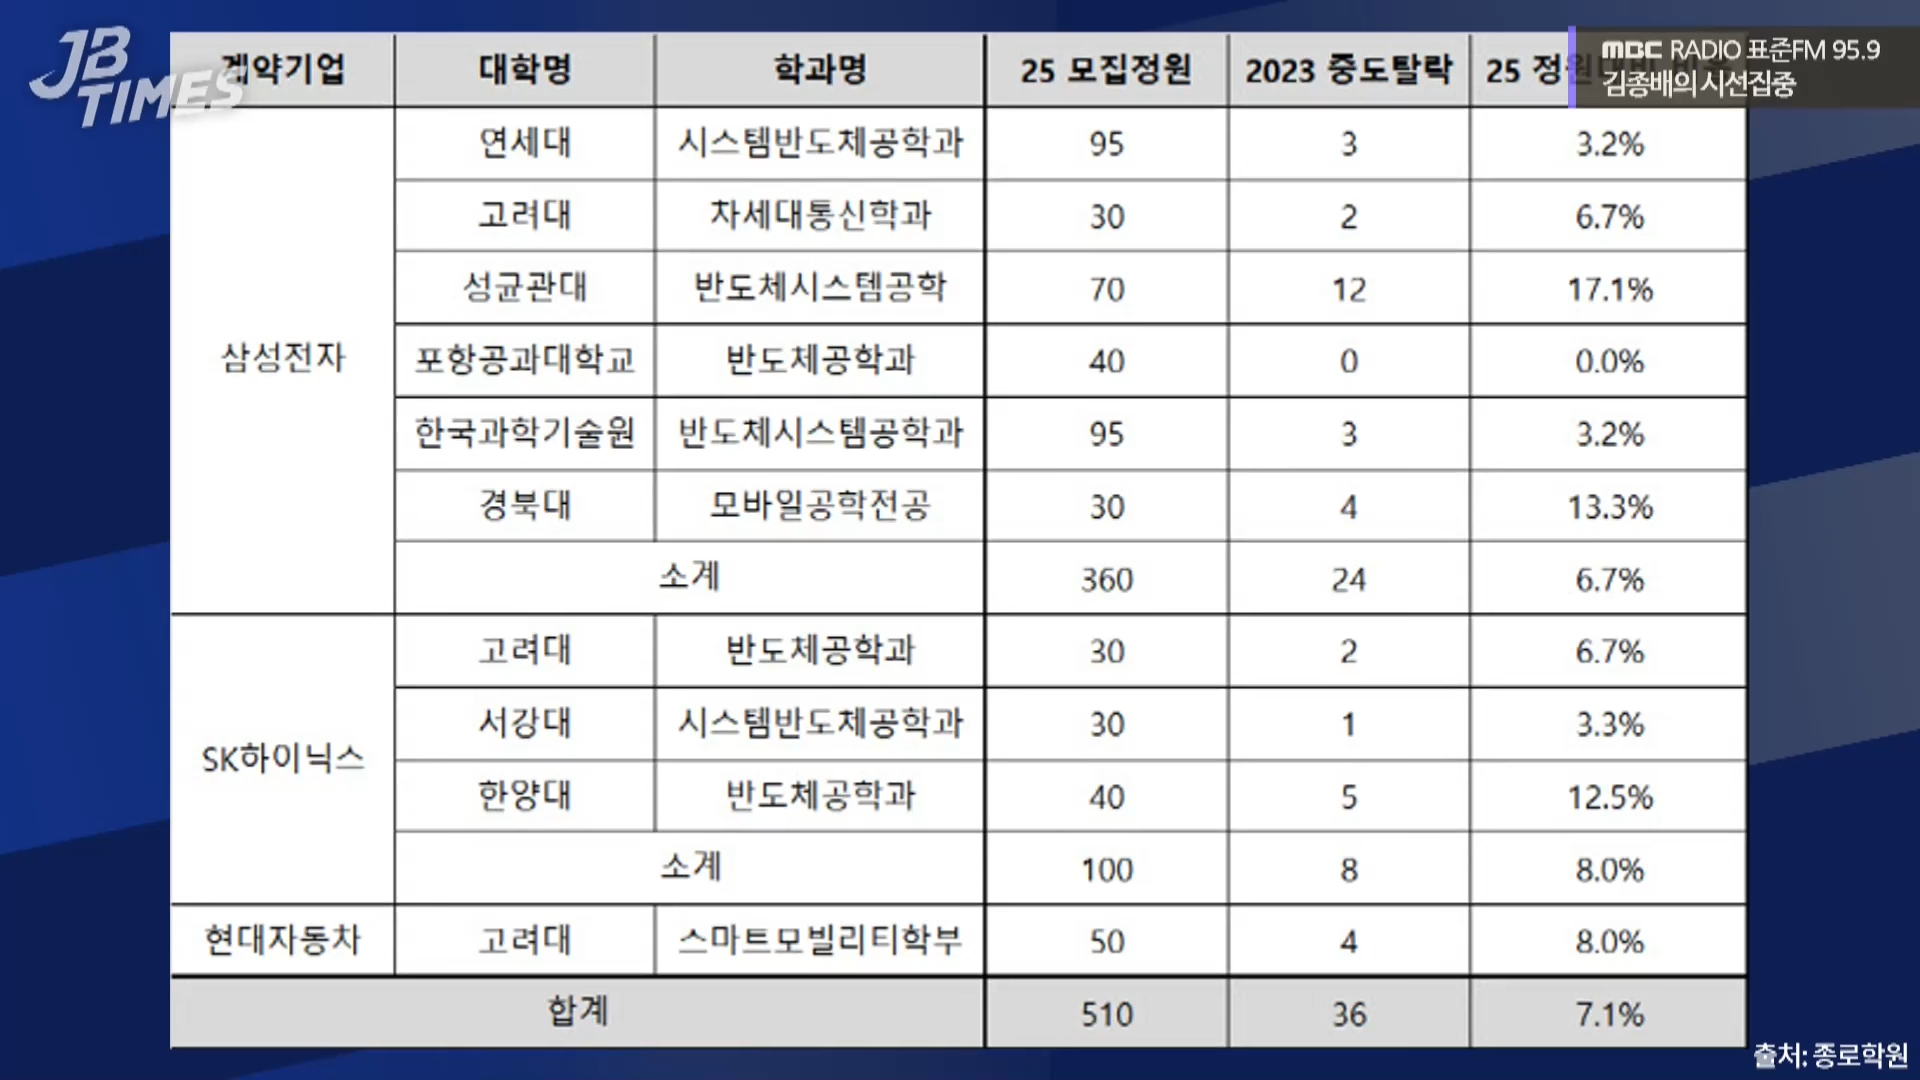 JB
TIMES
MBC RADIO 표준FM 95.9
김종배의 시선집중
계약기업 대학명 학과명 25 모집정원 2023 중도탈락 25 정원
삼성전자
연세대 시스템반도체공학과 95 3 3.2%
고려대 차세대통신학과 30 2 6.7%
성균관대 반도체시스템공학 70 12 17.1%
포항공과대학교 반도체공학과 40 0 0.0%
한국과학기술원 반도체시스템공학과 95 3 3.2%
경북대 모바일공학전공 30 4 13.3%
소계 360 24 6.7%
SK하이닉스
고려대 반도체공학과 30 2 6.7%
서강대 시스템반도체공학과 30 1 3.3%
한양대 반도체공학과 40 5 12.5%
소계 100 8 8.0%
현대자동차 고려대 스마트모빌리티학부 50 4 8.0%
합계 510 36 7.1%
출처: 종로학원